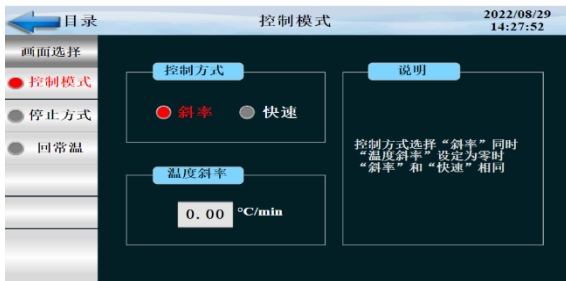 目录
控制模式
2022/08/29
14:27:52
画面选择
控制模式
停止方式
回常温
控制方式
斜率
快速
温度斜率
0.00 °C/min
说明
控制方式选择“斜率”同时
“温度斜率”设定为零时
“斜率”和“快速”相同